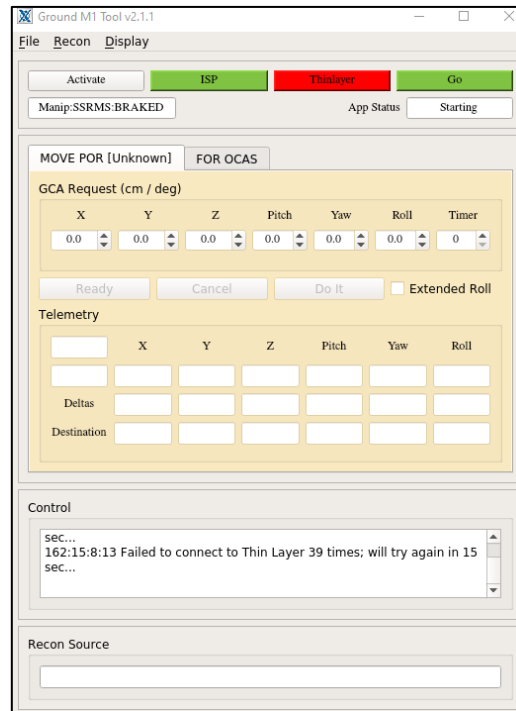 Ground M1 Tool v2.1.1
File Recon Display
Activate ISP Thinlayer Go
Manip:SSRMS:BRAKED App Status Starting
MOVE POR [Unknown] FOR OCAS
GCA Request (cm / deg)
X Y Z Pitch Yaw Roll Timer
0.0 0.0 0.0 0.0 0.0 0.0 0
Ready Cancel Do It Extended Roll
Telemetry
X Y Z Pitch Yaw Roll
Deltas
Destination
Control
sec...
162:15:8:13 Failed to connect to Thin Layer 39 times; will try again in 15
sec...
Recon Source